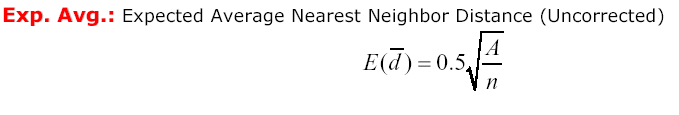 Exp. Avg.: Expected Average Nearest Neighbor Distance (Uncorrected)
E(d̅) = 0.5√(A/n)